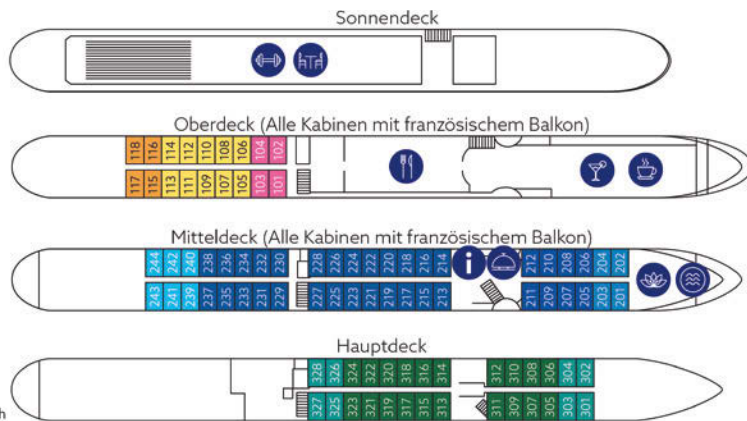 Sonnendeck
Oberdeck (Alle Kabinen mit französischem Balkon)
118 116 114 112 110 108 106 104 102
117 115 113 111 109 107 105 103 101
Mitteldeck (Alle Kabinen mit französischem Balkon)
244 242 240 238 236 234 232 230 228 226 224 222 220 218 216 214 212 210 208 206 204 202
243 241 239 237 235 233 231 229 227 225 223 221 219 217 215 213 211 209 207 205 203 201
Hauptdeck
328 326 324 322 320 318 316 314 312 310 308 306 304 302
327 325 323 321 319 317 315 313 311 309 307 305 303 301
h